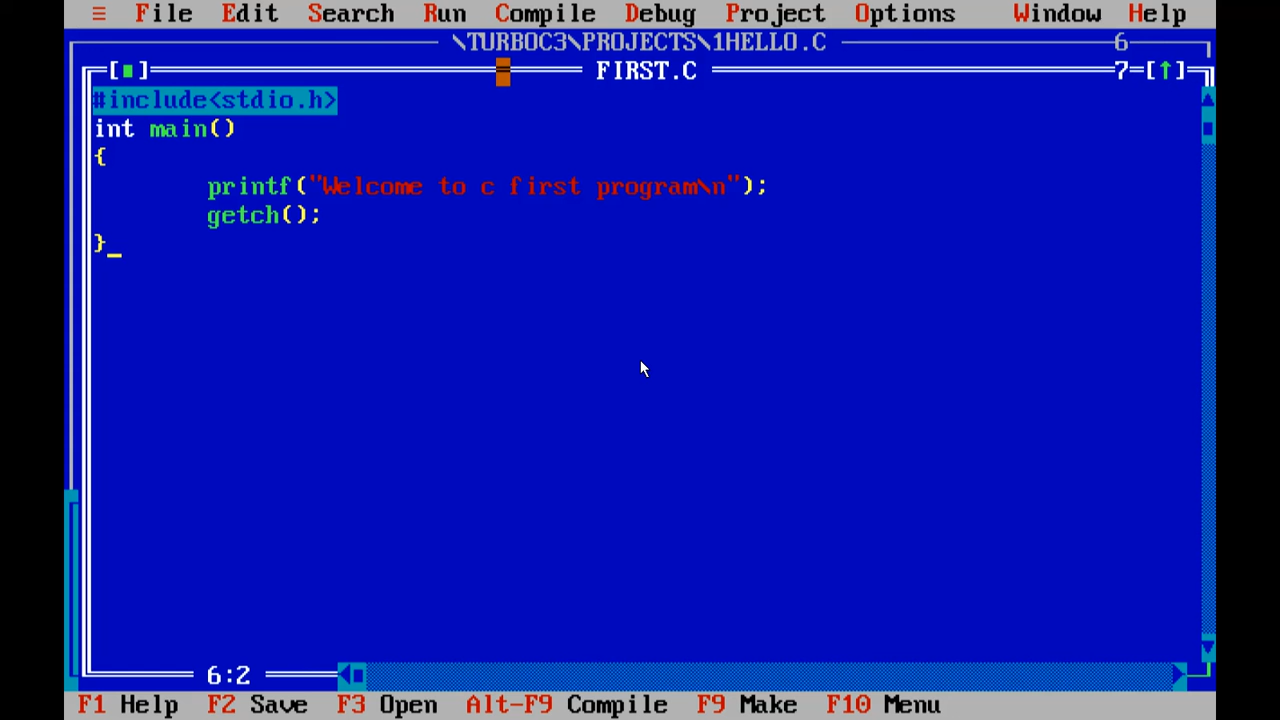 ≡ File Edit Search Run Compile Debug Project Options Window Help
\TURBOC3\PROJECTS\1HELLO.C 6
[■] FIRST.C 7=[↑]
#include<stdio.h>
int main()
{
printf("Welcome to c first program\n");
getch();
}_
6:2
F1 Help F2 Save F3 Open Alt-F9 Compile F9 Make F10 Menu